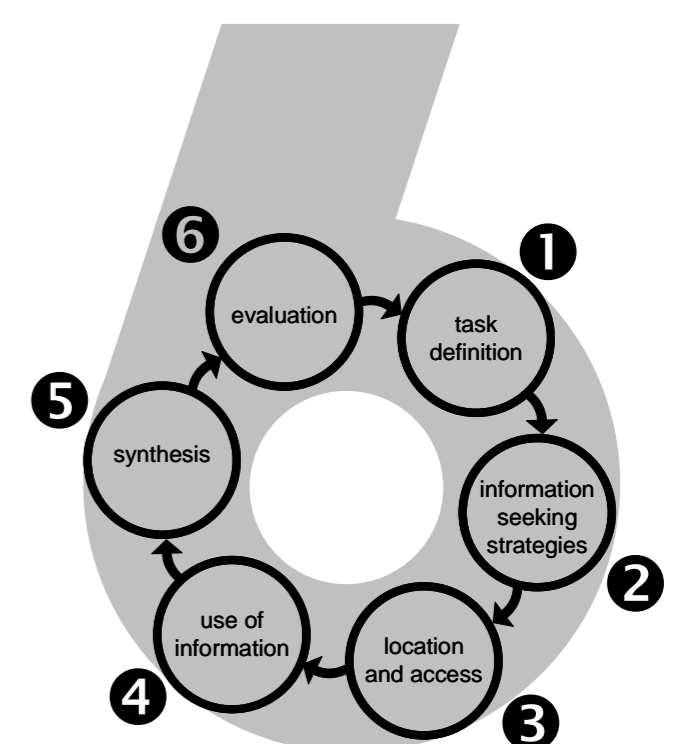 1
task
definition
2
information
seeking
strategies
3
location
and access
4
use of
information
5
synthesis
6
evaluation